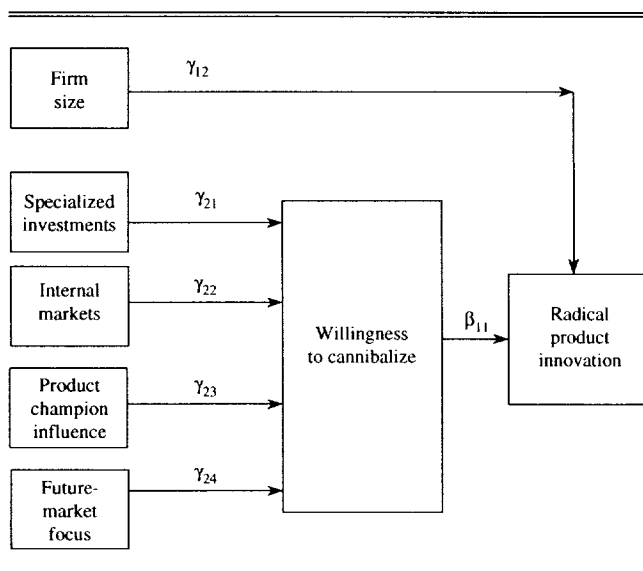 Firm
size
γ12
Specialized
investments
γ21
Internal
markets
γ22
Product
champion
influence
γ23
Future-
market
focus
γ24
Willingness
to cannibalize
β11
Radical
product
innovation